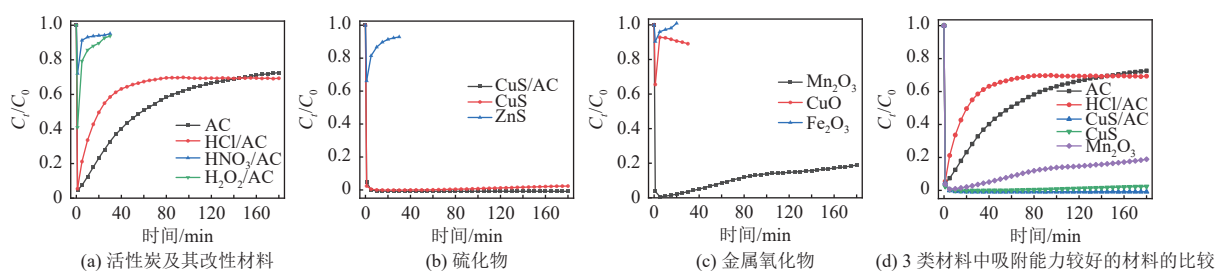 1.0
0.8
0.6
0.4
0.2
0
Ct/C0
AC
HCl/AC
HNO3/AC
H2O2/AC
0 40 80 120 160
时间/min
(a) 活性炭及其改性材料
1.0
0.8
0.6
0.4
0.2
0
Ct/C0
CuS/AC
CuS
ZnS
0 40 80 120 160
时间/min
(b) 硫化物
1.0
0.8
0.6
0.4
0.2
0
Ct/C0
Mn2O3
CuO
Fe2O3
0 40 80 120 160
时间/min
(c) 金属氧化物
1.0
0.8
0.6
0.4
0.2
0
Ct/C0
AC
HCl/AC
CuS/AC
CuS
Mn2O3
0 40 80 120 160
时间/min
(d) 3 类材料中吸附能力较好的材料的比较